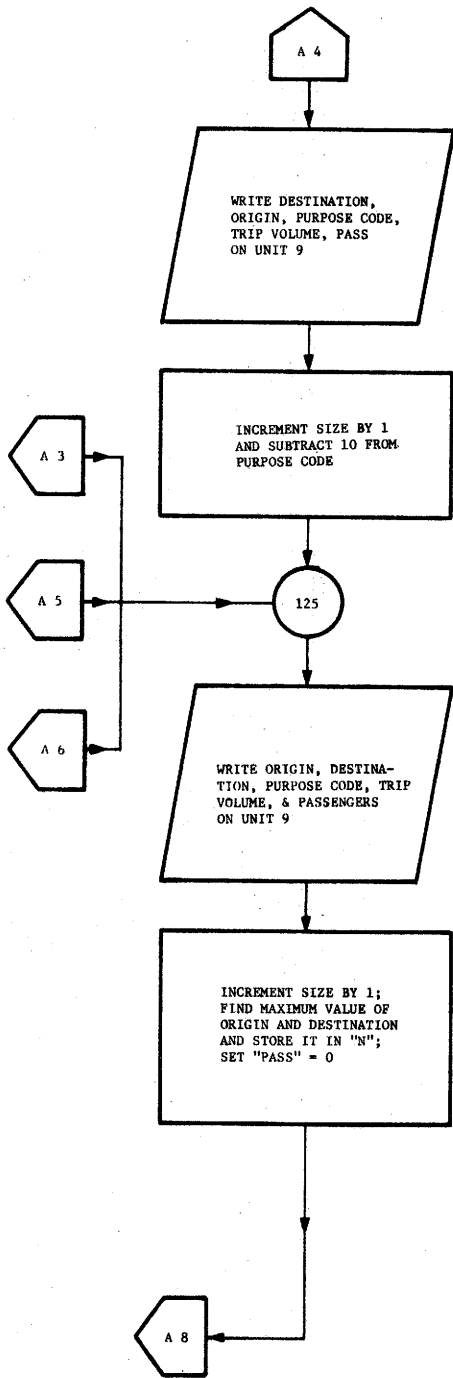 A 4
WRITE DESTINATION,
ORIGIN, PURPOSE CODE,
TRIP VOLUME, PASS
ON UNIT 9
INCREMENT SIZE BY 1
AND SUBTRACT 10 FROM
PURPOSE CODE
A 3
A 5
125
A 6
WRITE ORIGIN, DESTINA-
TION, PURPOSE CODE, TRIP
VOLUME, & PASSENGERS
ON UNIT 9
INCREMENT SIZE BY 1;
FIND MAXIMUM VALUE OF
ORIGIN AND DESTINATION
AND STORE IT IN "N";
SET "PASS" = 0
A 8